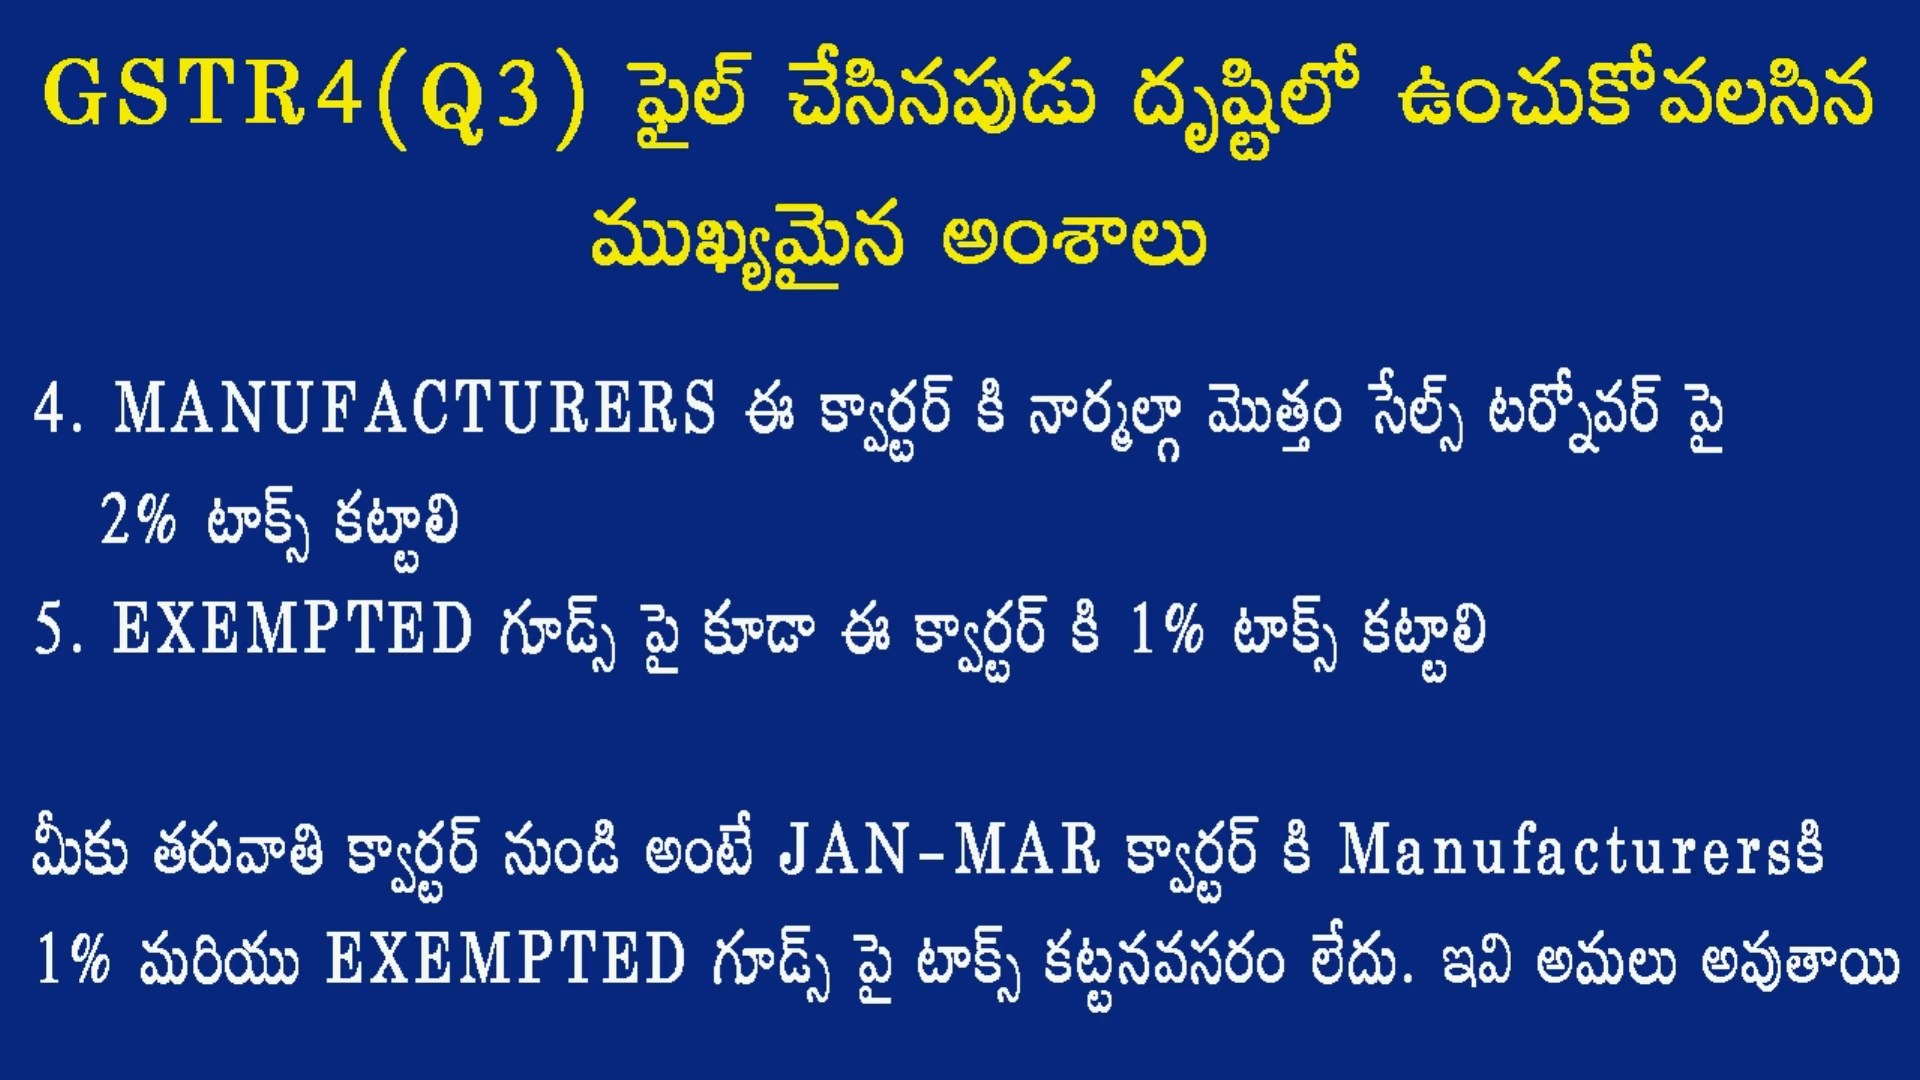 GSTR4(Q3) ఫైల్ చేసినపుడు దృష్టిలో ఉంచుకోవలసిన
ముఖ్యమైన అంశాలు
4. MANUFACTURERS ఈ క్వార్టర్ కి నార్మల్గా మొత్తం సేల్స్ టర్నోవర్ పై
2% టాక్స్ కట్టాలి
5. EXEMPTED గూడ్స్ పై కూడా ఈ క్వార్టర్ కి 1% టాక్స్ కట్టాలి
మీకు తరువాతి క్వార్టర్ నుండి అంటే JAN-MAR క్వార్టర్ కి Manufacturersకి
1% మరియు EXEMPTED గూడ్స్ పై టాక్స్ కట్టనవసరం లేదు. ఇవి అమలు అవుతాయి